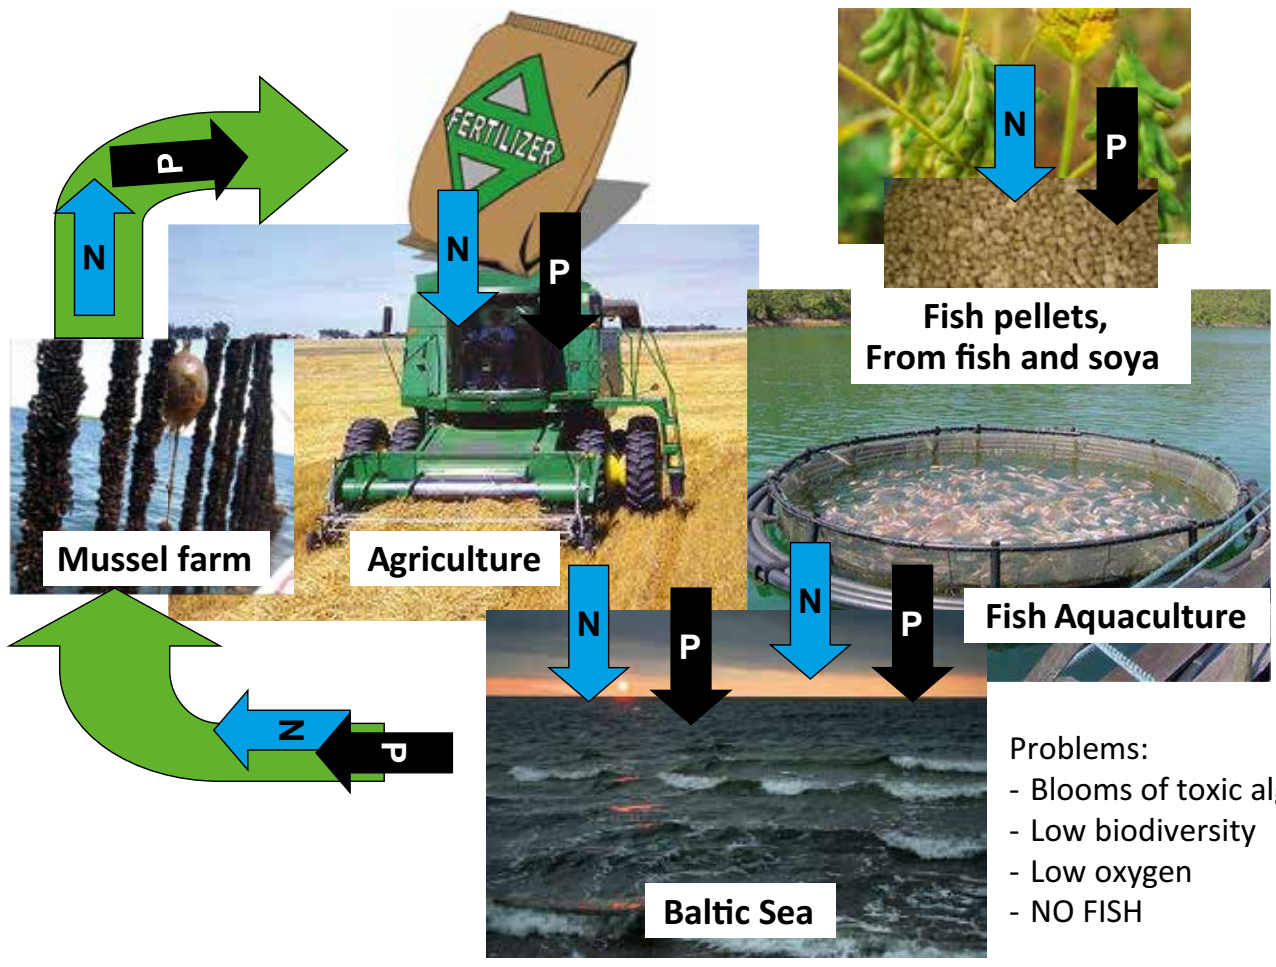 FERTILIZER
N
P
N
P
N
P
Fish pellets,
From fish and soya
Mussel farm
Agriculture
Fish Aquaculture
N
P
N
P
N
P
Baltic Sea
Problems:
- Blooms of toxic
- Low biodiversity
- Low oxygen
- NO FISH